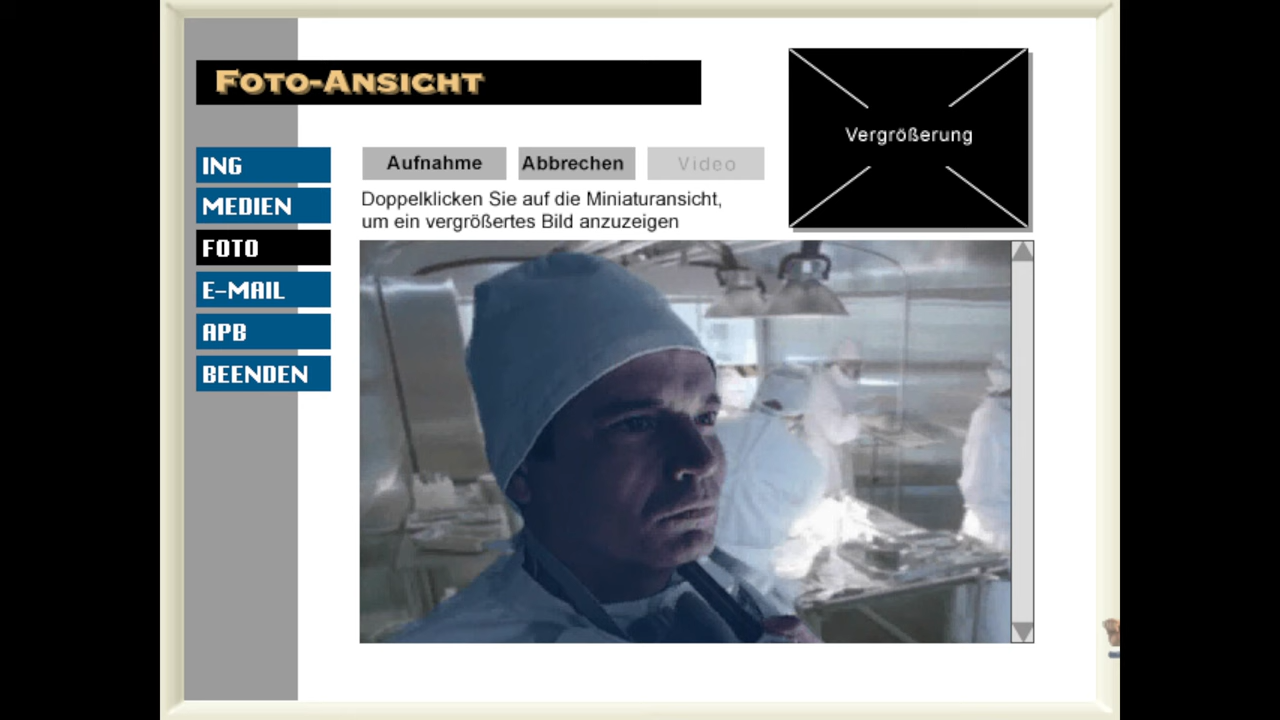 FOTO-ANSICHT
Vergrößerung
Aufnahme Abbrechen Video
Doppelklicken Sie auf die Miniaturansicht,
um ein vergrößertes Bild anzuzeigen
ING
MEDIEN
FOTO
E-MAIL
APB
BEENDEN